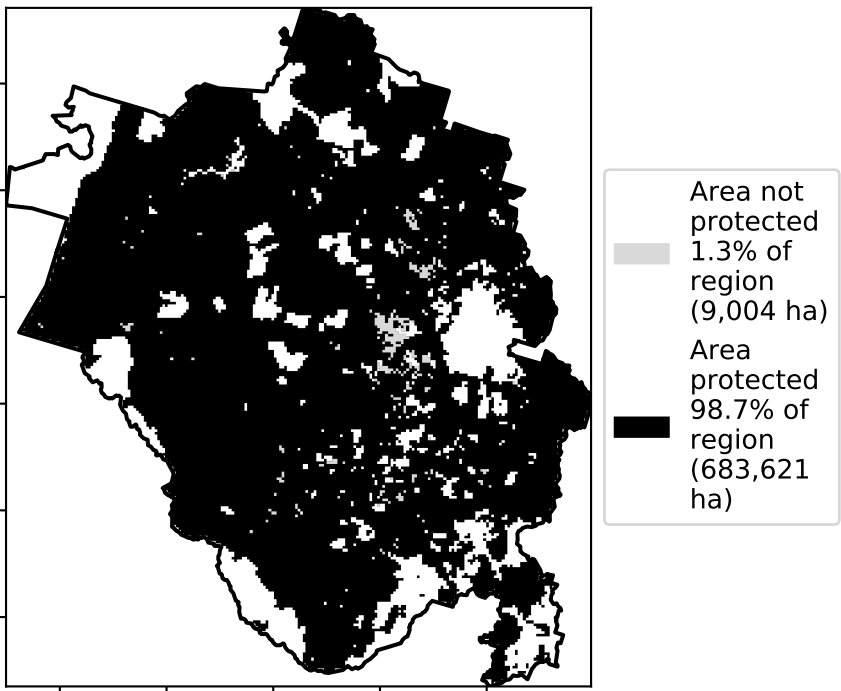 Area not
protected
1.3% of
region
(9,004 ha)
Area
protected
98.7% of
region
(683,621
ha)